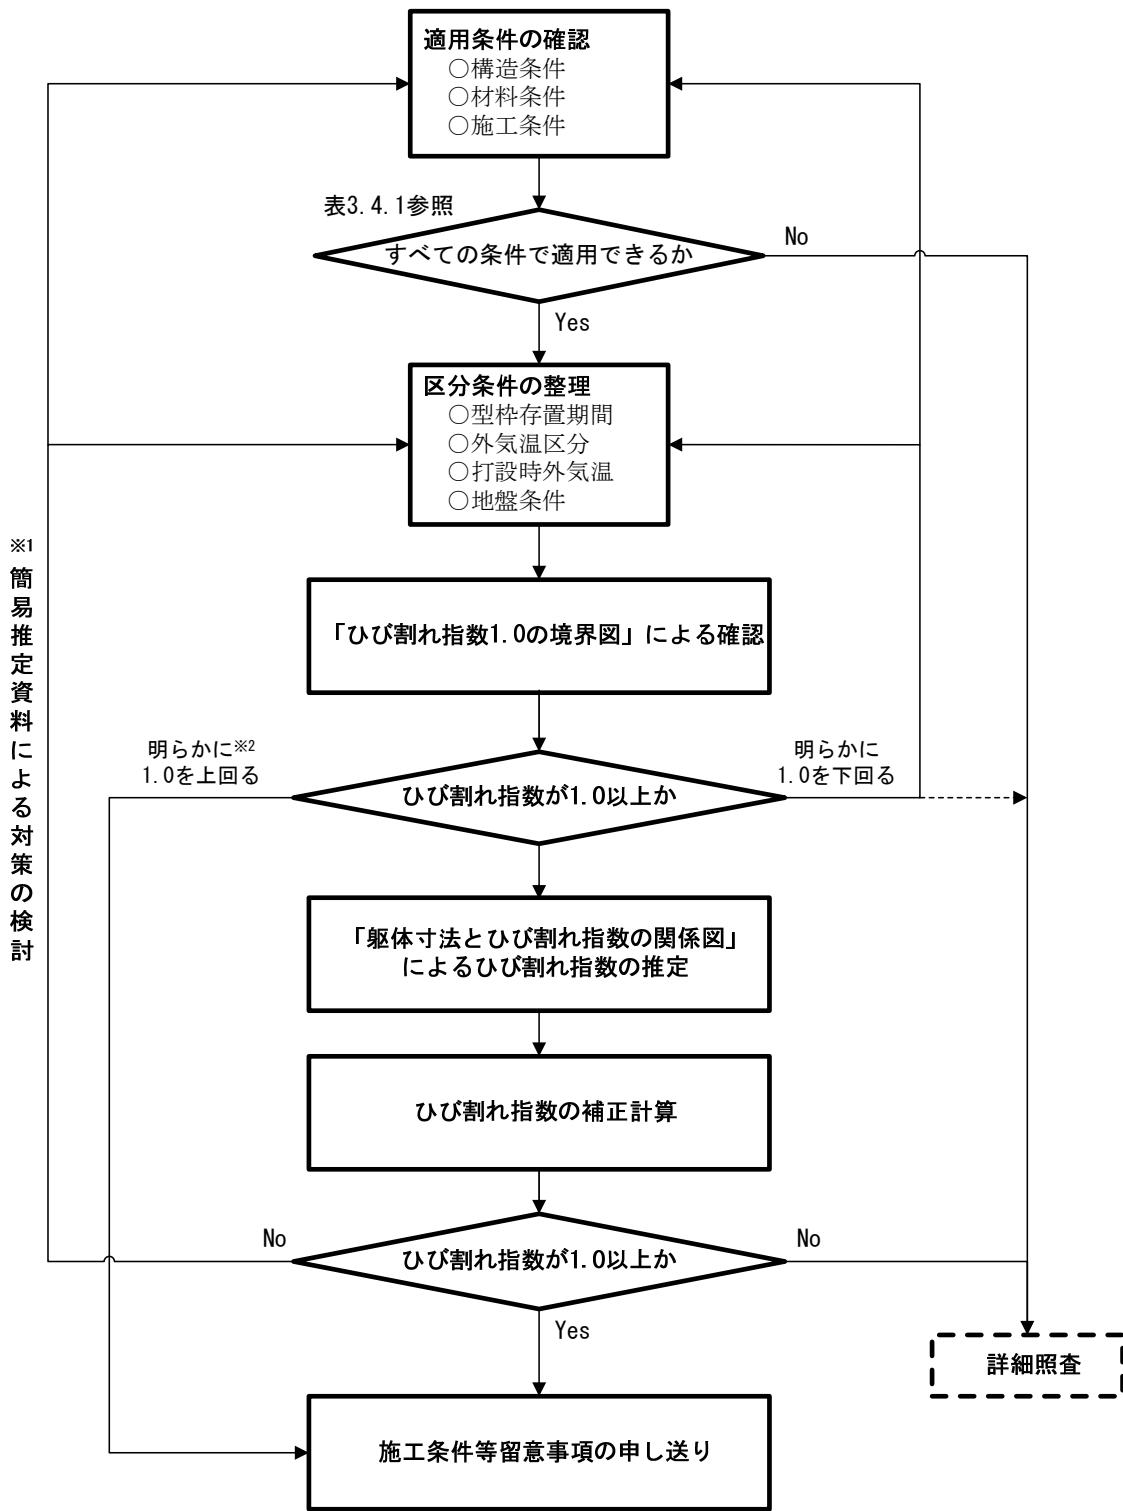 適用条件の確認
○構造条件
○材料条件
○施工条件
表3.4.1参照
すべての条件で適用できるか
No
Yes
区分条件の整理
○型枠存置期間
○外気温区分
○打設時外気温
○地盤条件
※1
簡易推定資料による対策の検討
「ひび割れ指数1.0の境界図」による確認
明らかに※2
1.0を上回る
ひび割れ指数が1.0以上か
明らかに
1.0を下回る
「躯体寸法とひび割れ指数の関係図」
によるひび割れ指数の推定
ひび割れ指数の補正計算
No
ひび割れ指数が1.0以上か
No
Yes
詳細照査
施工条件等留意事項の申し送り